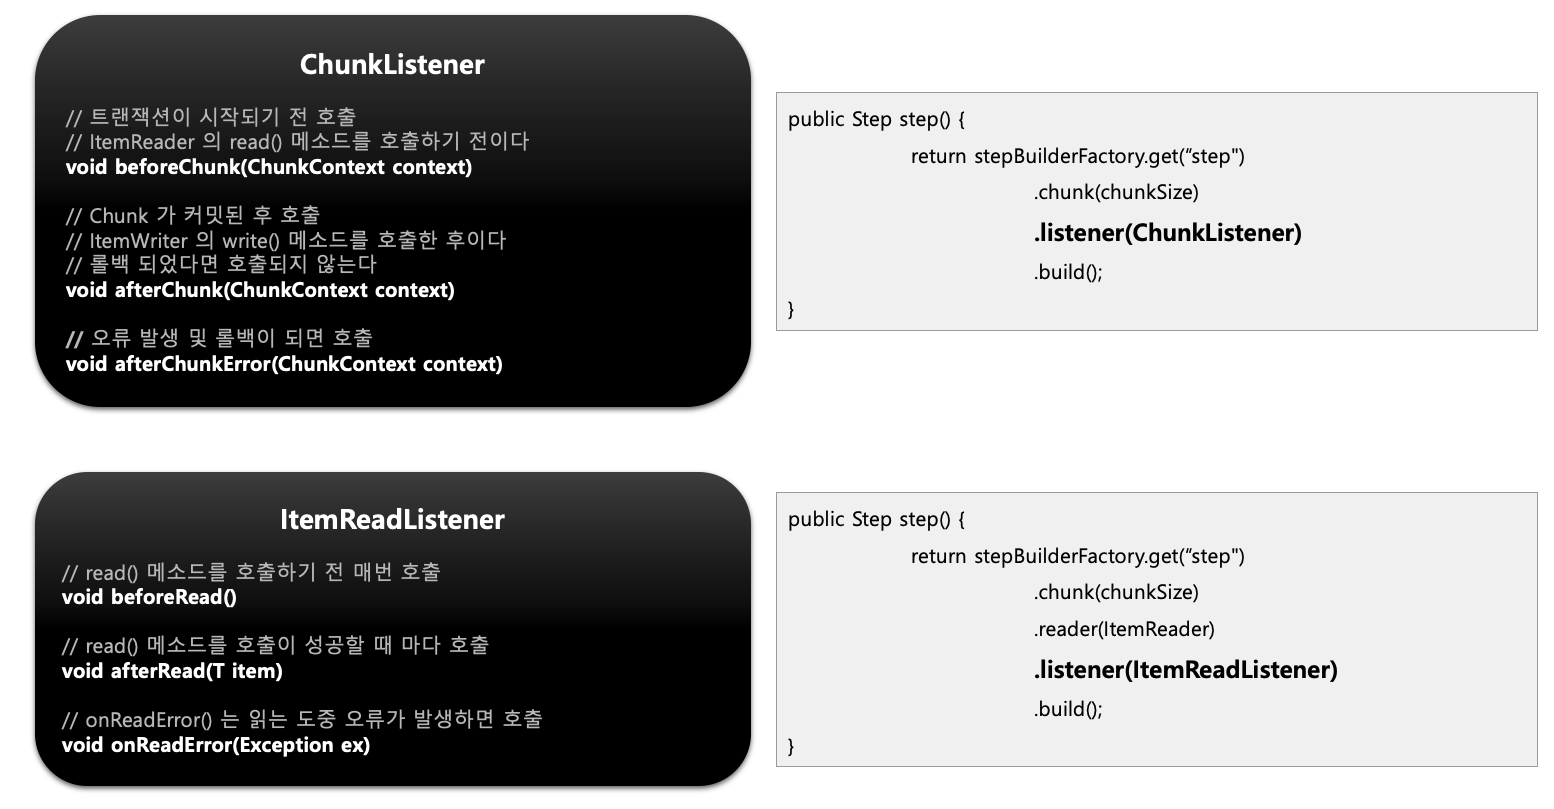 ChunkListener
// 트랜잭션이 시작되기 전 호출
// ItemReader 의 read() 메소드를 호출하기 전이다
void beforeChunk(ChunkContext context)
// Chunk 가 커밋된 후 호출
// ItemWriter 의 write() 메소드를 호출한 후이다
// 롤백 되었다면 호출되지 않는다
void afterChunk(ChunkContext context)
// 오류 발생 및 롤백이 되면 호출
void afterChunkError(ChunkContext context)
public Step step() {
return stepBuilderFactory.get(“step")
.chunk(chunkSize)
.listener(ChunkListener)
.build();
}
ItemReadListener
// read() 메소드를 호출하기 전 매번 호출
void beforeRead()
// read() 메소드를 호출이 성공할 때 마다 호출
void afterRead(T item)
// onReadError() 는 읽는 도중 오류가 발생하면 호출
void onReadError(Exception ex)
public Step step() {
return stepBuilderFactory.get(“step")
.chunk(chunkSize)
.reader(ItemReader)
.listener(ItemReadListener)
.build();
}